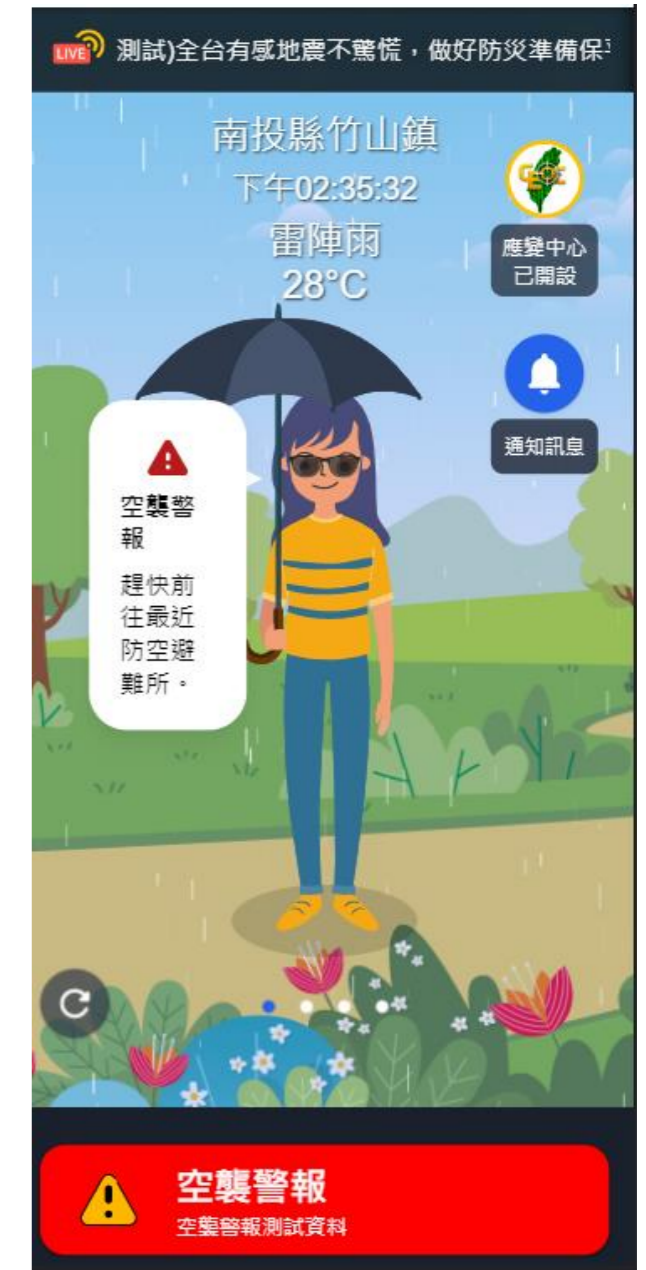 LIVE 測試)全台有感地震不驚慌，做好防災準備保
南投縣竹山鎮
下午02:35:32
雷陣雨
28°C
應變中心
已開設
通知訊息
空襲警
報
趕快前
往最近
防空避
難所。
空襲警報
空襲警報測試資料